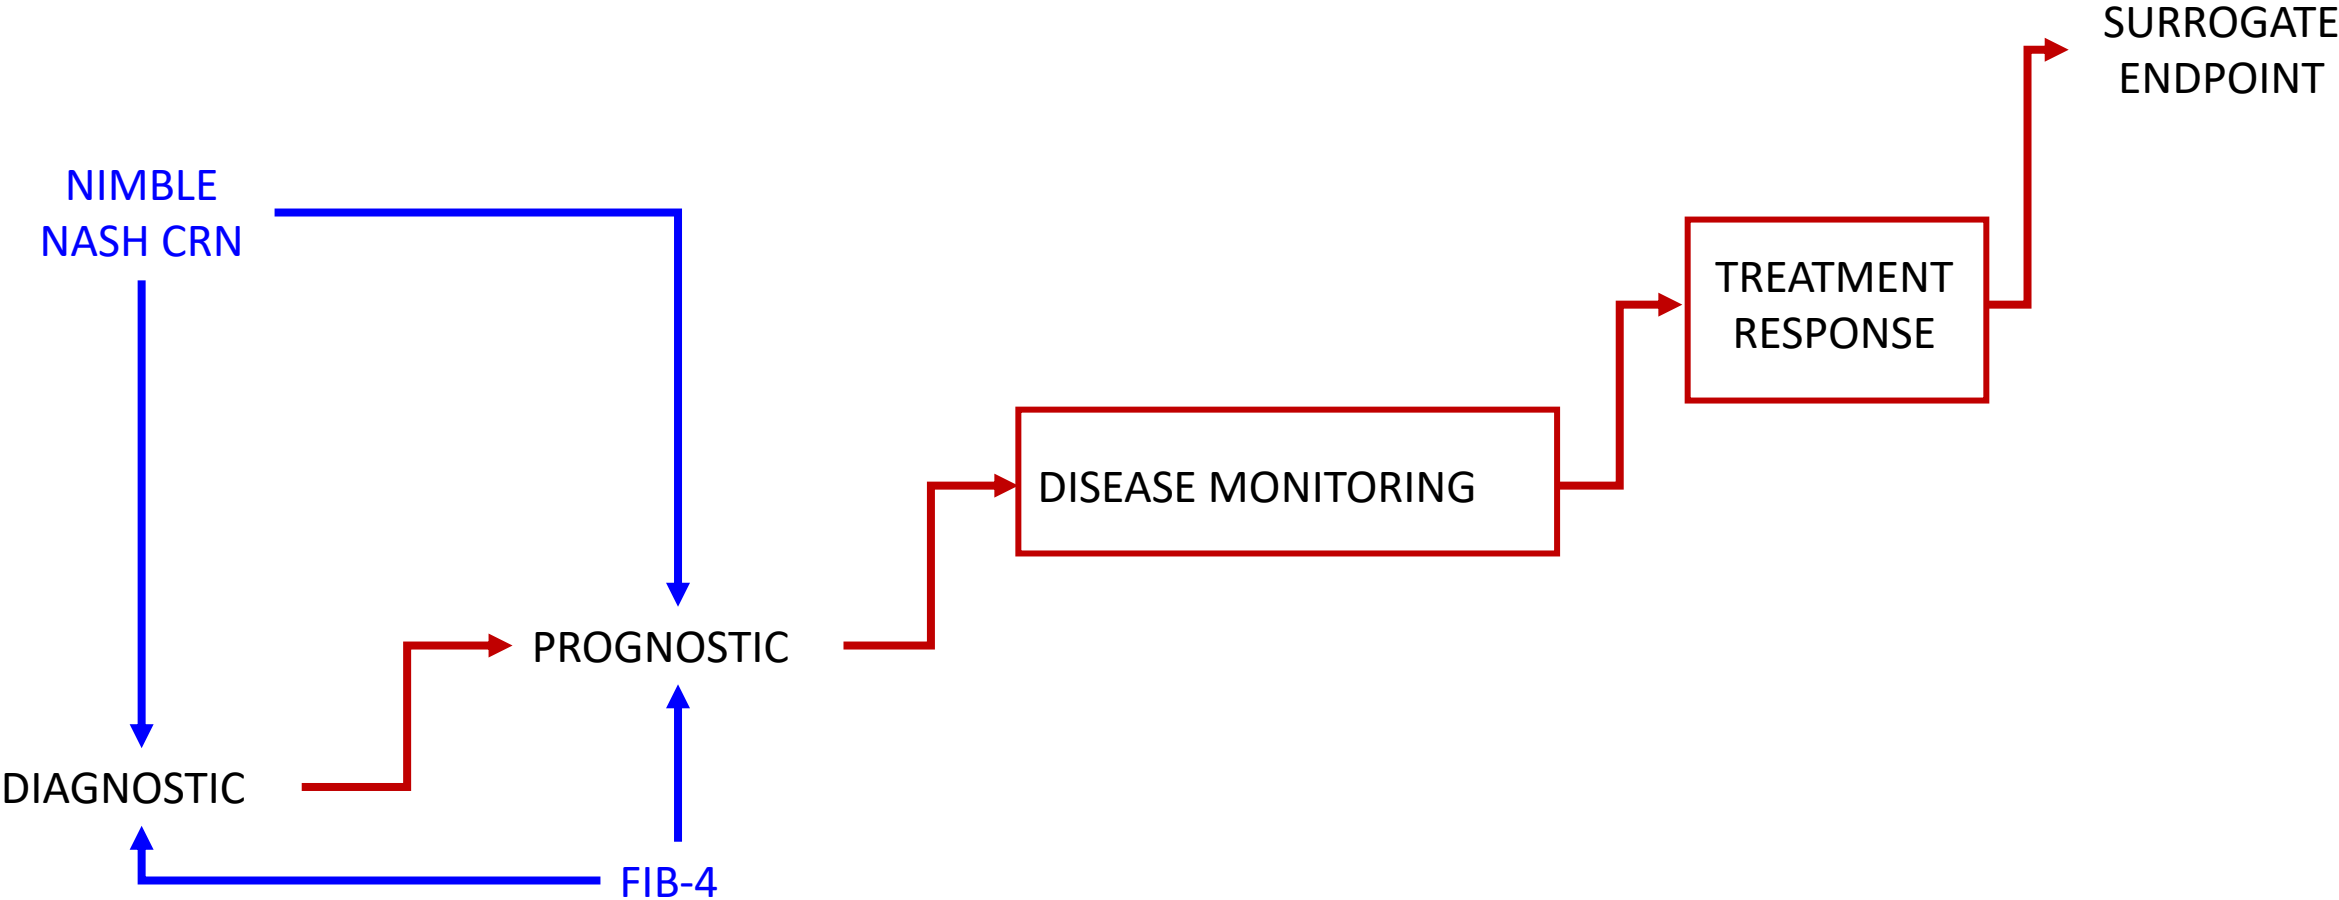 SURROGATE
ENDPOINT
NIMBLE
NASH CRN
TREATMENT
RESPONSE
DISEASE MONITORING
PROGNOSTIC
DIAGNOSTIC
FIB-4